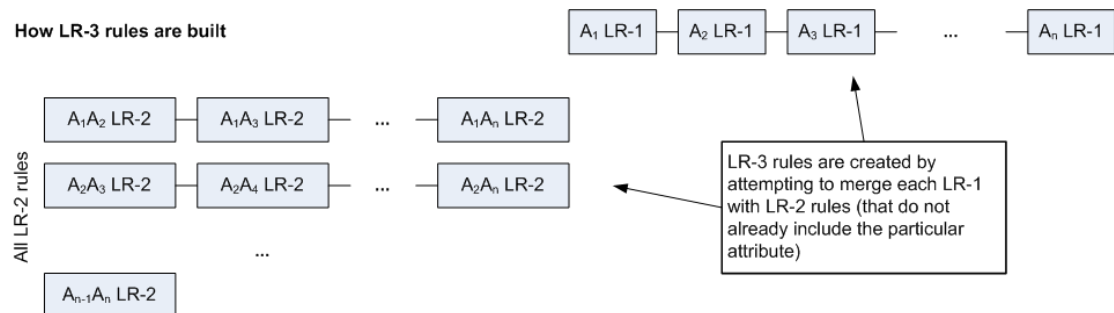 How LR-3 rules are built
A₁ LR-1 A₂ LR-1 A₃ LR-1 ... Aₙ LR-1
A₁A₂ LR-2 A₁A₃ LR-2 ... A₁Aₙ LR-2
A₂A₃ LR-2 A₂A₄ LR-2 ... A₂Aₙ LR-2
...
Aₙ₋₁Aₙ LR-2
All LR-2 rules
LR-3 rules are created by
attempting to merge each LR-1
with LR-2 rules (that do not
already include the particular
attribute)